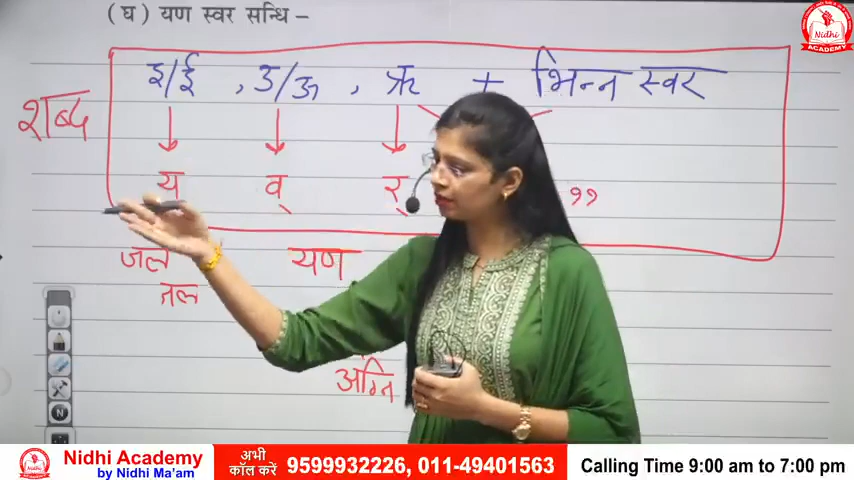 (घ) यण स्वर सन्धि –
Nidhi
ACADEMY
इ/ई , उ/ऊ , ऋ + भिन्न स्वर
शब्द
य व् र् ,,
जल यण
तल
अग्नि
Nidhi Academy
by Nidhi Ma'am
अभी
कॉल करें
9599932226, 011-49401563
Calling Time 9:00 am to 7:00 pm